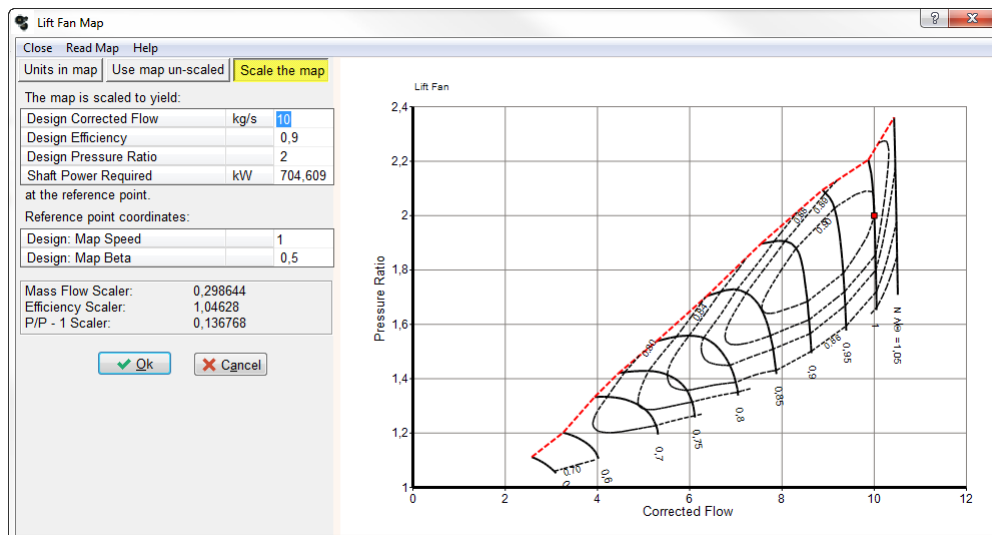 Lift Fan Map
Close Read Map Help
Units in map Use map un-scaled Scale the map
The map is scaled to yield:
Design Corrected Flow kg/s 10
Design Efficiency 0,9
Design Pressure Ratio 2
Shaft Power Required kW 704,609
at the reference point.
Reference point coordinates:
Design: Map Speed 1
Design: Map Beta 0,5
Mass Flow Scaler: 0,298644
Efficiency Scaler: 1,04628
P/P - 1 Scaler: 0,136768
Ok Cancel
Lift Fan
Pressure Ratio
2,4
2,2
2
1,8
1,6
1,4
1,2
1
0 2 4 6 8 10 12
Corrected Flow
0.70
0.80
0.84
0.86
0.88
0.90
0.86
0,6
0,7
0,75
0,8
0,85
0,9
0,95
1
N/√Θ = 1,05